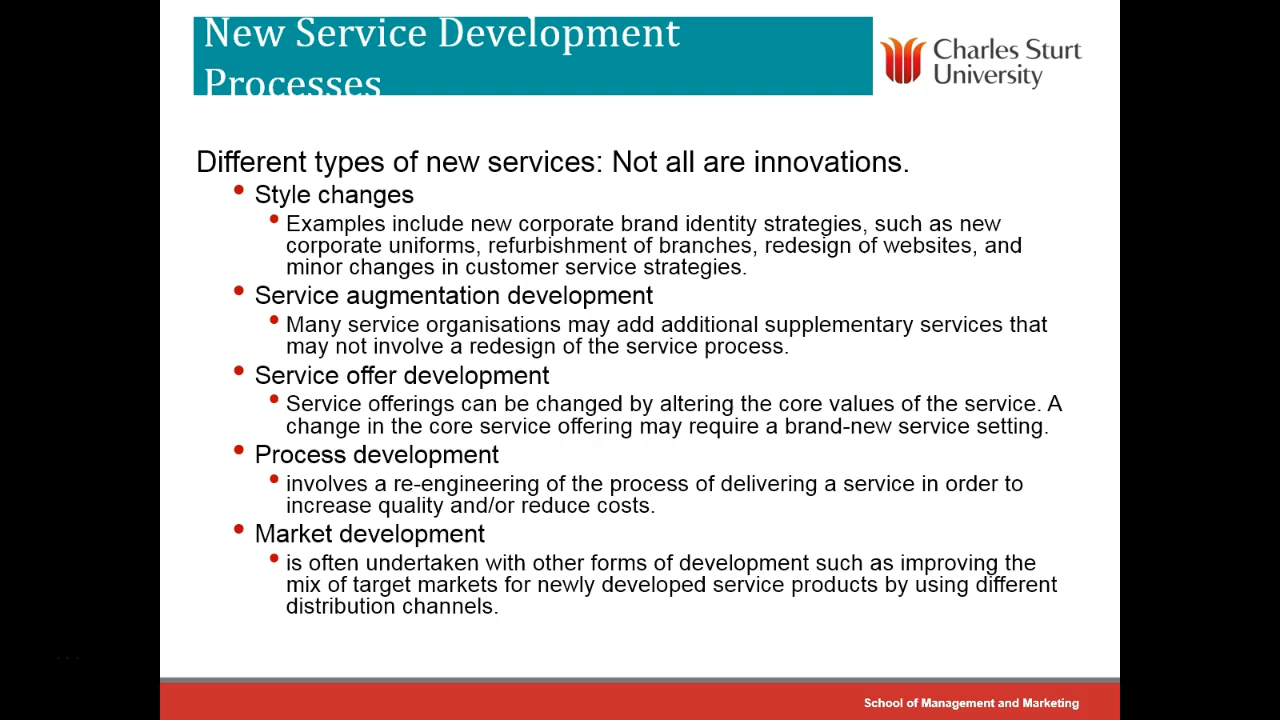 New Service Development
Processes
Charles Sturt
University
Different types of new services: Not all are innovations.
• Style changes
• Examples include new corporate brand identity strategies, such as new
corporate uniforms, refurbishment of branches, redesign of websites, and
minor changes in customer service strategies.
• Service augmentation development
• Many service organisations may add additional supplementary services that
may not involve a redesign of the service process.
• Service offer development
• Service offerings can be changed by altering the core values of the service. A
change in the core service offering may require a brand-new service setting.
• Process development
• involves a re-engineering of the process of delivering a service in order to
increase quality and/or reduce costs.
• Market development
• is often undertaken with other forms of development such as improving the
mix of target markets for newly developed service products by using different
distribution channels.
School of Management and Marketing